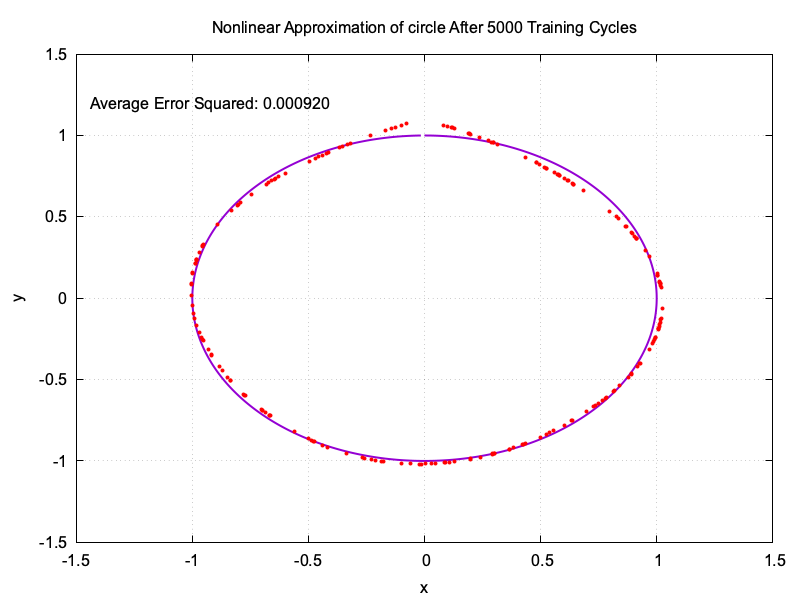 Nonlinear Approximation of circle After 5000 Training Cycles
1.5
Average Error Squared: 0.000920
1
0.5
y
0
-0.5
-1
-1.5
-1.5 -1 -0.5 0 0.5 1 1.5
x